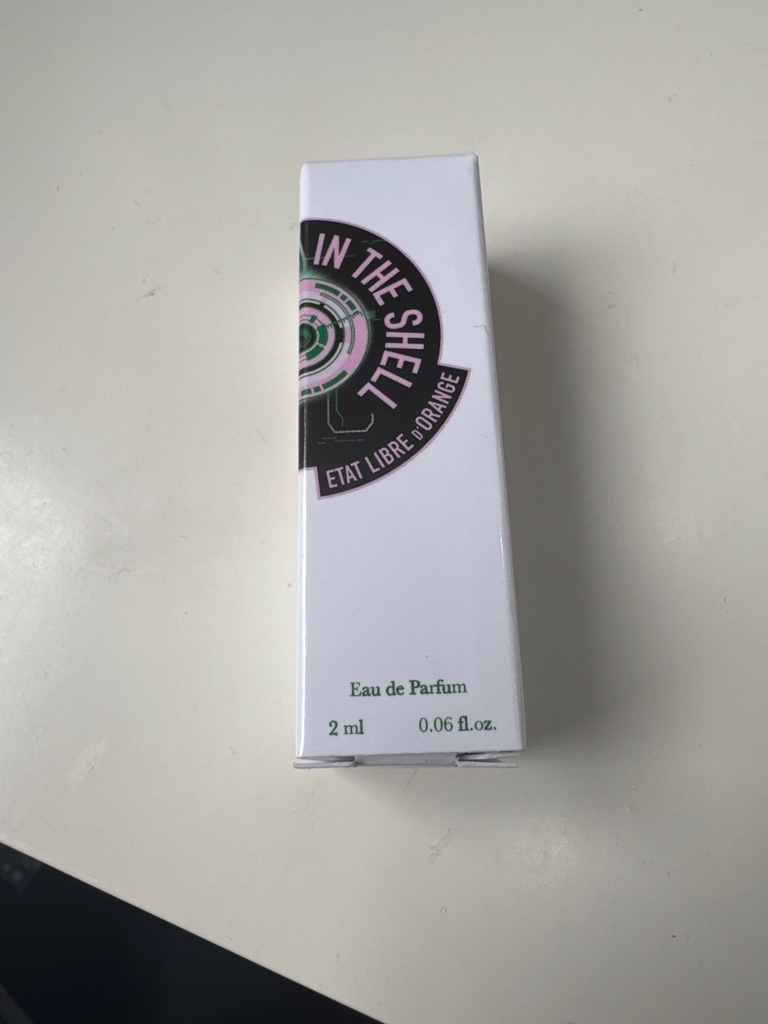 IN THE SHELL
ETAT LIBRE D'ORANGE
Eau de Parfum
2 ml 0.06 fl.oz.